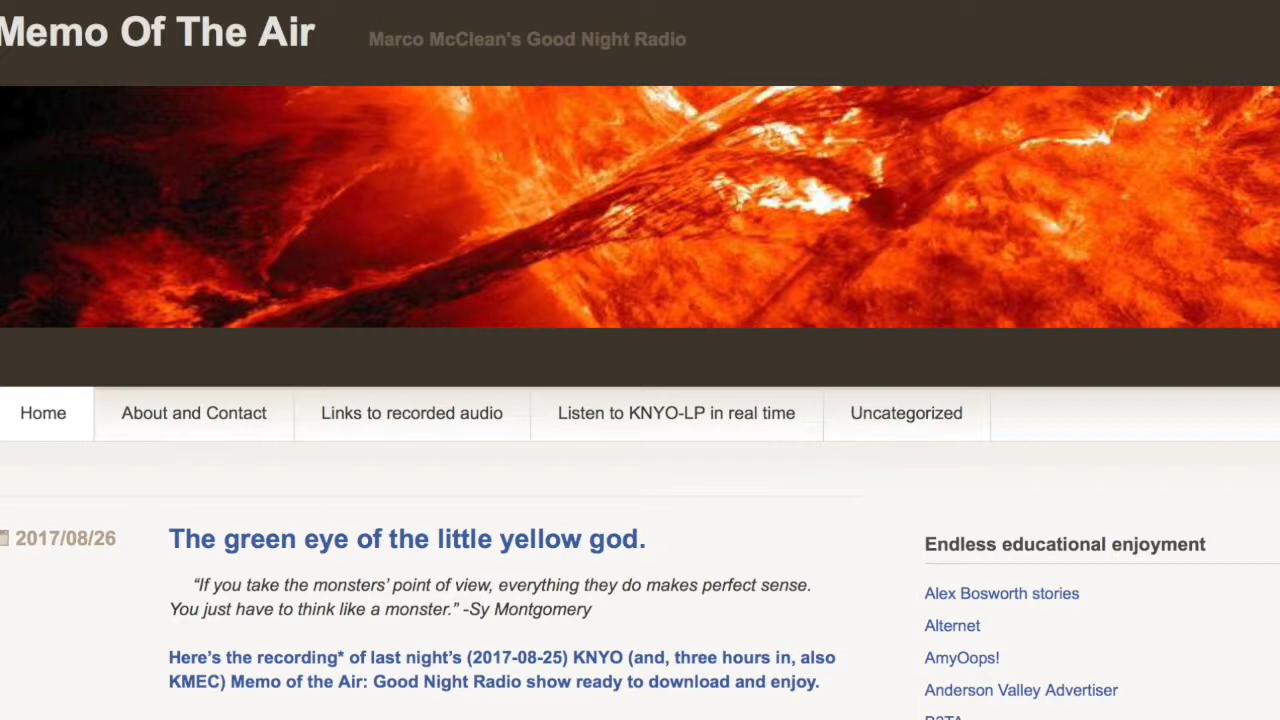 Memo Of The Air
Marco McClean's Good Night Radio
Home
About and Contact
Links to recorded audio
Listen to KNYO-LP in real time
Uncategorized
2017/08/26
The green eye of the little yellow god.
“If you take the monsters’ point of view, everything they do makes perfect sense.
You just have to think like a monster.” -Sy Montgomery
Here’s the recording* of last night’s (2017-08-25) KNYO (and, three hours in, also
KMEC) Memo of the Air: Good Night Radio show ready to download and enjoy.
Endless educational enjoyment
Alex Bosworth stories
Alternet
AmyOops!
Anderson Valley Advertiser